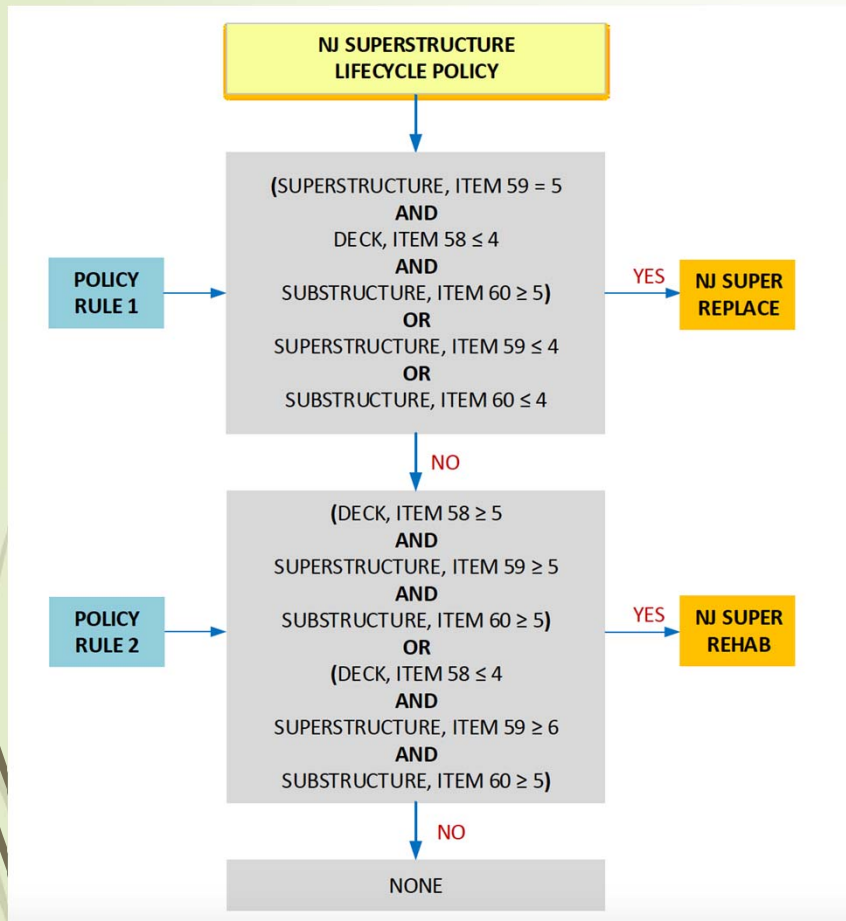 NJ SUPERSTRUCTURE
LIFECYCLE POLICY
(SUPERSTRUCTURE, ITEM 59 = 5
AND
DECK, ITEM 58 ≤ 4
AND
SUBSTRUCTURE, ITEM 60 ≥ 5)
OR
SUPERSTRUCTURE, ITEM 59 ≤ 4
OR
SUBSTRUCTURE, ITEM 60 ≤ 4
POLICY
RULE 1
YES
NJ SUPER
REPLACE
NO
(DECK, ITEM 58 ≥ 5
AND
SUPERSTRUCTURE, ITEM 59 ≥ 5
AND
SUBSTRUCTURE, ITEM 60 ≥ 5)
OR
(DECK, ITEM 58 ≤ 4
AND
SUPERSTRUCTURE, ITEM 59 ≥ 6
AND
SUBSTRUCTURE, ITEM 60 ≥ 5)
POLICY
RULE 2
YES
NJ SUPER
REHAB
NO
NONE